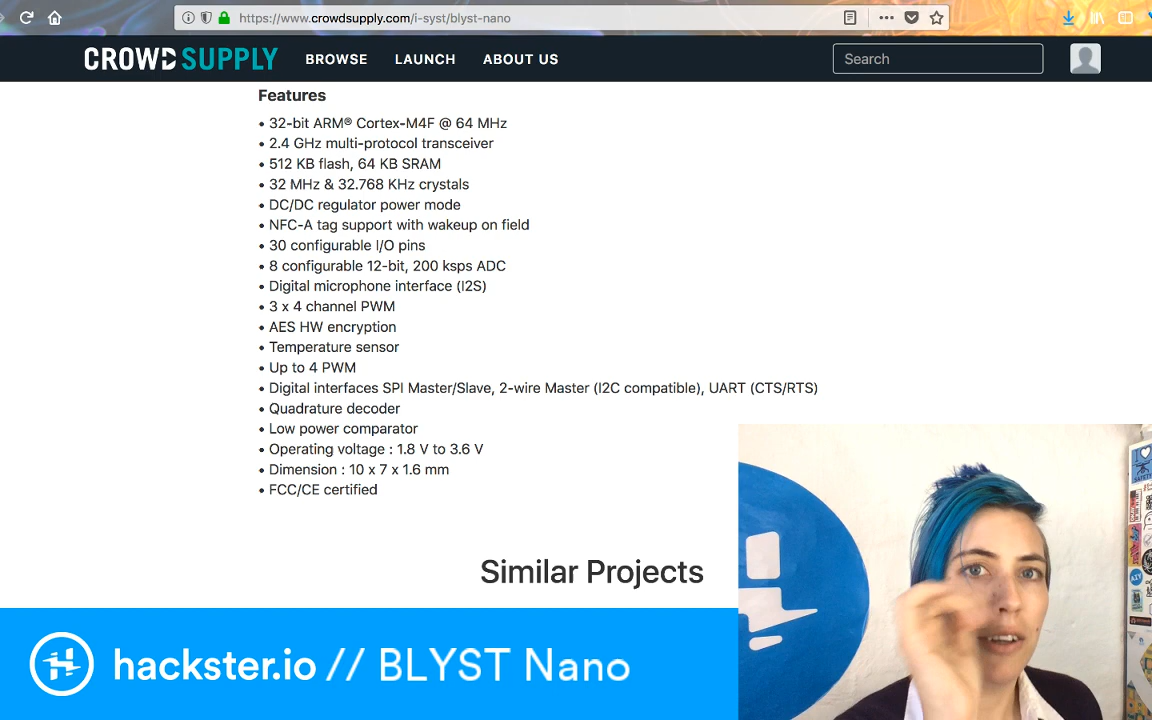 https://www.crowdsupply.com/i-syst/blyst-nano
CROWD SUPPLY BROWSE LAUNCH ABOUT US Search
Features
• 32-bit ARM® Cortex-M4F @ 64 MHz
• 2.4 GHz multi-protocol transceiver
• 512 KB flash, 64 KB SRAM
• 32 MHz & 32.768 KHz crystals
• DC/DC regulator power mode
• NFC-A tag support with wakeup on field
• 30 configurable I/O pins
• 8 configurable 12-bit, 200 ksps ADC
• Digital microphone interface (I2S)
• 3 x 4 channel PWM
• AES HW encryption
• Temperature sensor
• Up to 4 PWM
• Digital interfaces SPI Master/Slave, 2-wire Master (I2C compatible), UART (CTS/RTS)
• Quadrature decoder
• Low power comparator
• Operating voltage : 1.8 V to 3.6 V
• Dimension : 10 x 7 x 1.6 mm
• FCC/CE certified
Similar Projects
hackster.io // BLYST Nano